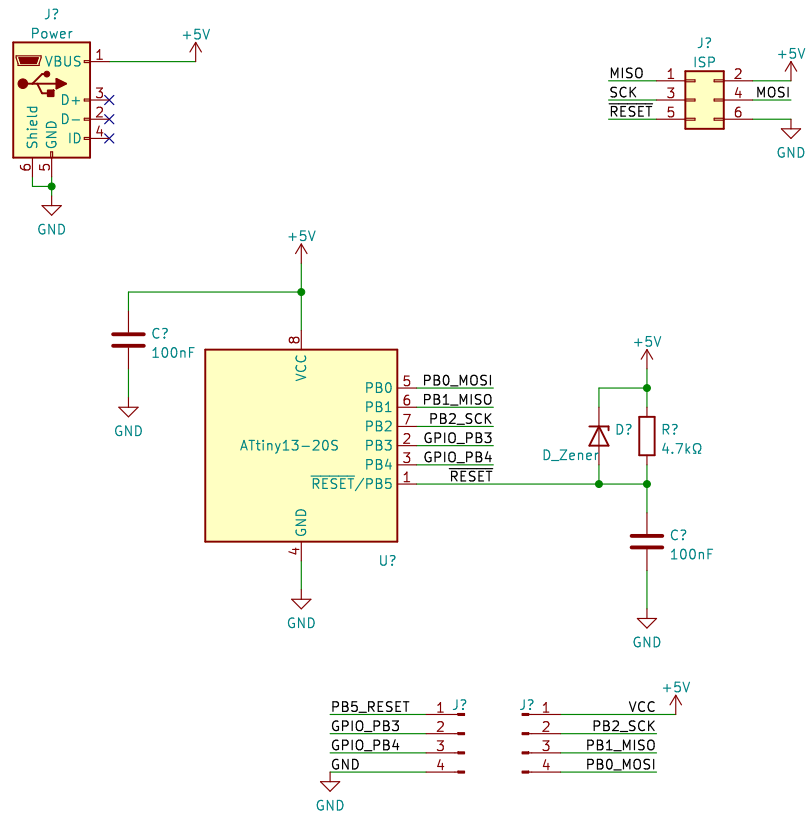 J?
Power
VBUS 1
+5V
D+ 3
D- 2
ID 4
Shield
GND
6
5
GND
J?
ISP
+5V
MISO 1 2
SCK 3 4 MOSI
RESET 5 6
GND
+5V
C?
100nF
GND
8
VCC
ATtiny13-20S
PB0 5 PB0_MOSI
PB1 6 PB1_MISO
PB2 7 PB2_SCK
PB3 2 GPIO_PB3
PB4 3 GPIO_PB4
RESET/PB5 1 RESET
GND
4
U?
GND
+5V
D?
D_Zener
R?
4.7kΩ
C?
100nF
GND
J?
PB5_RESET 1
GPIO_PB3 2
GPIO_PB4 3
GND 4
GND
J?
+5V
1 VCC
2 PB2_SCK
3 PB1_MISO
4 PB0_MOSI